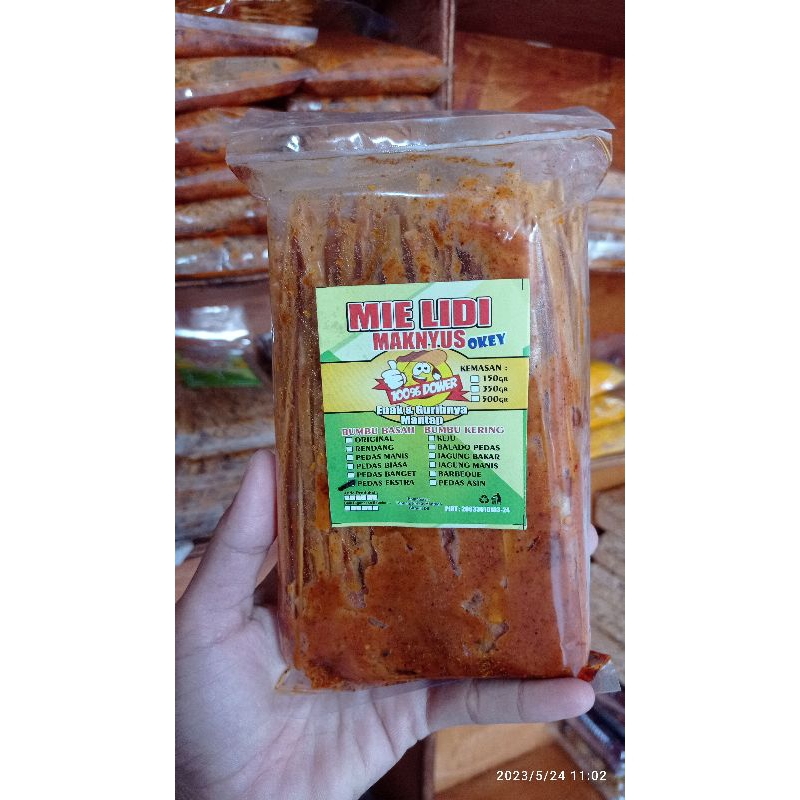 MIE LIDI
MAKNYUS OKEY
KEMASAN :
150GR
350GR
500GR
100% DOWER
Enak & Gurihnya
Mantap
BUMBU BASAH
ORIGINAL
RENDANG
PEDAS MANIS
PEDAS BIASA
PEDAS BANGET
PEDAS EKSTRA
BUMBU KERING
KEJU
BALADO PEDAS
JAGUNG BAKAR
JAGUNG MANIS
BARBEQUE
PEDAS ASIN
2023/5/24 11:02